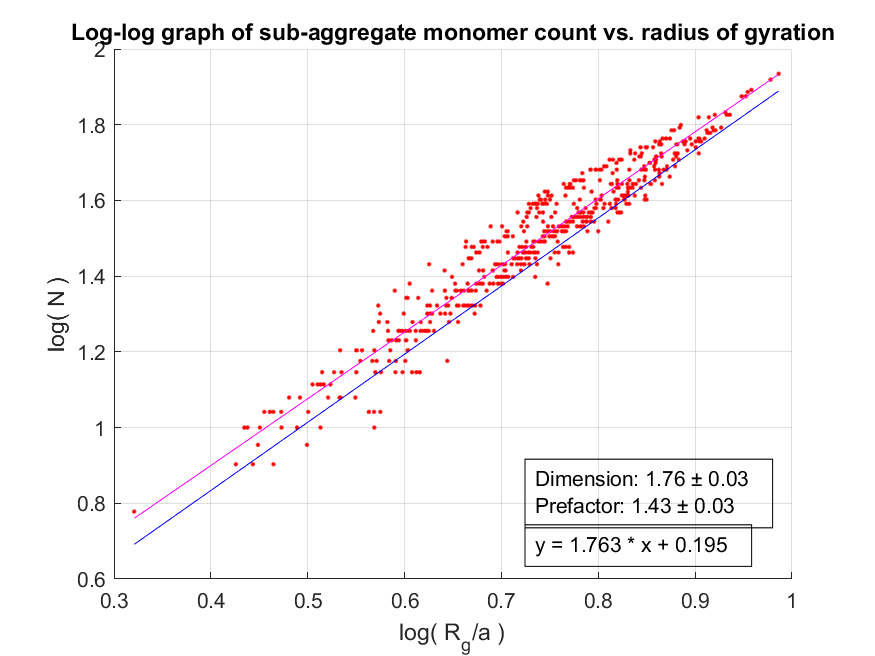 Log-log graph of sub-aggregate monomer count vs. radius of gyration
2
1.8
1.6
1.4
1.2
1
0.8
0.6
log( N )
Dimension: 1.76 ± 0.03
Prefactor: 1.43 ± 0.03
y = 1.763 * x + 0.195
0.3 0.4 0.5 0.6 0.7 0.8 0.9 1
log( Rg/a )